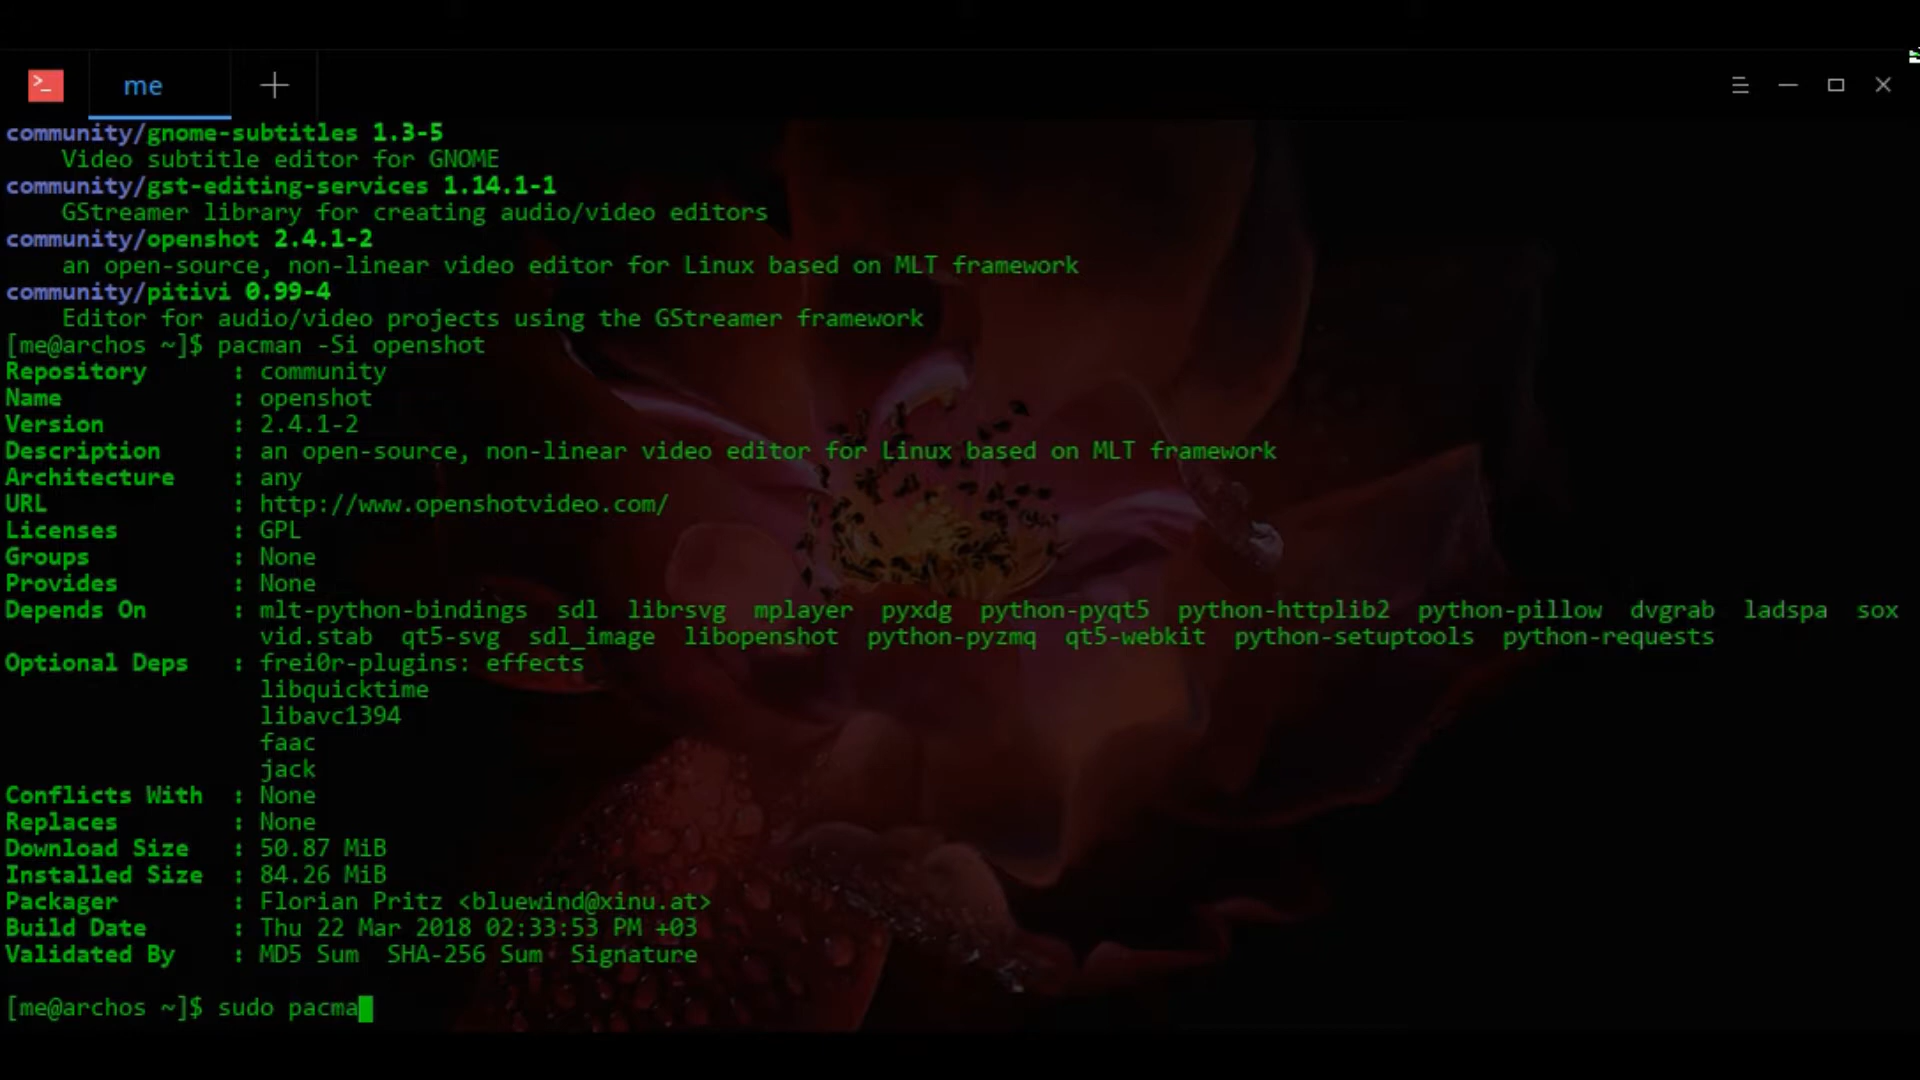 me
community/gnome-subtitles 1.3-5
    Video subtitle editor for GNOME
community/gst-editing-services 1.14.1-1
    GStreamer library for creating audio/video editors
community/openshot 2.4.1-2
    an open-source, non-linear video editor for Linux based on MLT framework
community/pitivi 0.99-4
    Editor for audio/video projects using the GStreamer framework
[me@archos ~]$ pacman -Si openshot
Repository      : community
Name            : openshot
Version         : 2.4.1-2
Description     : an open-source, non-linear video editor for Linux based on MLT framework
Architecture    : any
URL             : http://www.openshotvideo.com/
Licenses        : GPL
Groups          : None
Provides        : None
Depends On      : mlt-python-bindings  sdl  librsvg  mplayer  pyxdg  python-pyqt5  python-httplib2  python-pillow  dvgrab  ladspa  sox
                  vid.stab  qt5-svg  sdl_image  libopenshot  python-pyzmq  qt5-webkit  python-setuptools  python-requests
Optional Deps   : frei0r-plugins: effects
                  libquicktime
                  libavc1394
                  faac
                  jack
Conflicts With  : None
Replaces        : None
Download Size   : 50.87 MiB
Installed Size  : 84.26 MiB
Packager        : Florian Pritz <bluewind@xinu.at>
Build Date      : Thu 22 Mar 2018 02:33:53 PM +03
Validated By    : MD5 Sum  SHA-256 Sum  Signature
[me@archos ~]$ sudo pacma